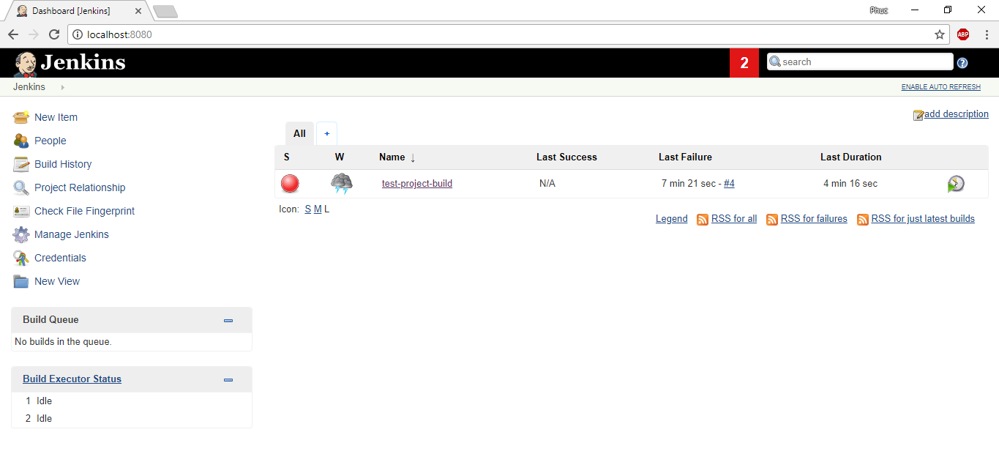 Dashboard [Jenkins]
Phuc
localhost:8080
ABP
Jenkins
2
search
?
Jenkins
ENABLE AUTO REFRESH
New Item
People
Build History
Project Relationship
Check File Fingerprint
Manage Jenkins
Credentials
New View
Build Queue
No builds in the queue.
Build Executor Status
1 Idle
2 Idle
add description
All +
S W Name ↓ Last Success Last Failure Last Duration
test-project-build N/A 7 min 21 sec - #4 4 min 16 sec
Icon: S M L
Legend RSS for all RSS for failures RSS for just latest builds